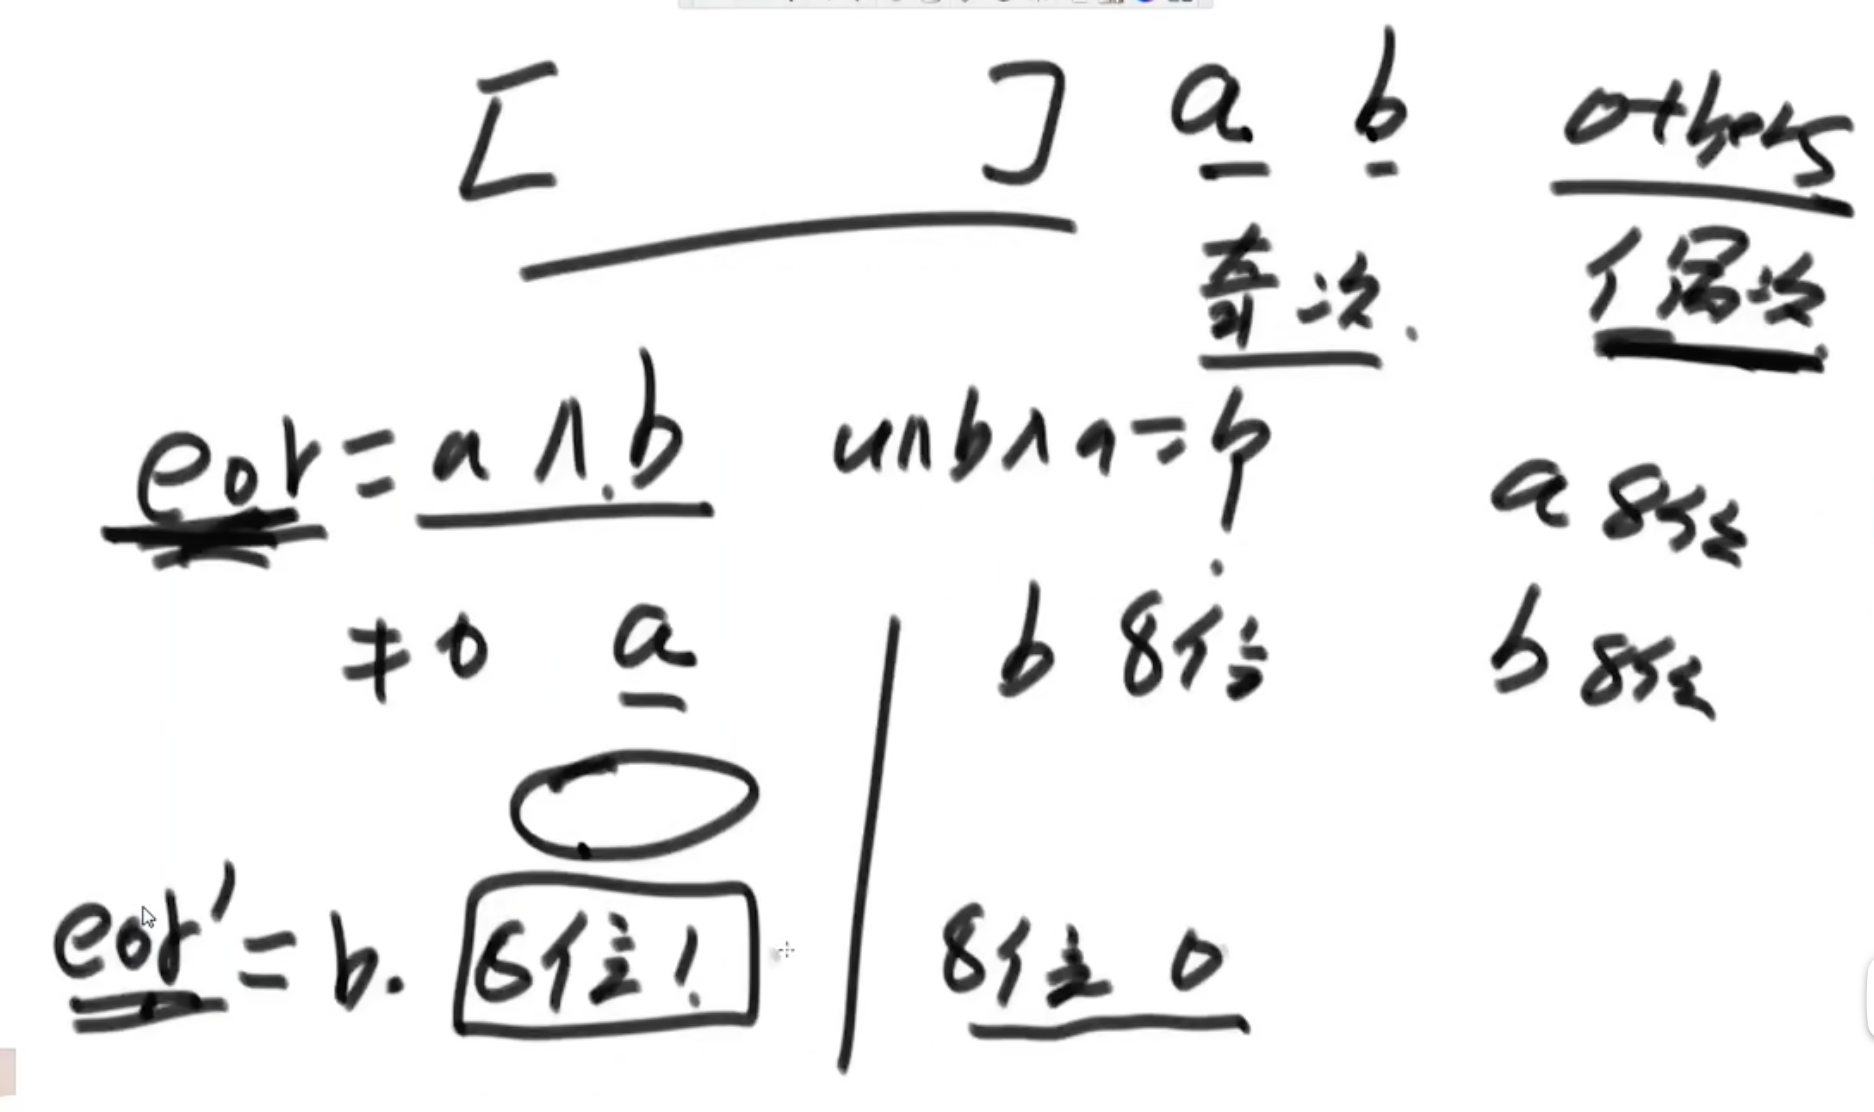 [ ] a b others
奇次. 偶次
eor = a ∧ b a∧b∧a=b
a 8位
≠0 a b 8位 b 8位
eor' = b. 8位 1 8位 0